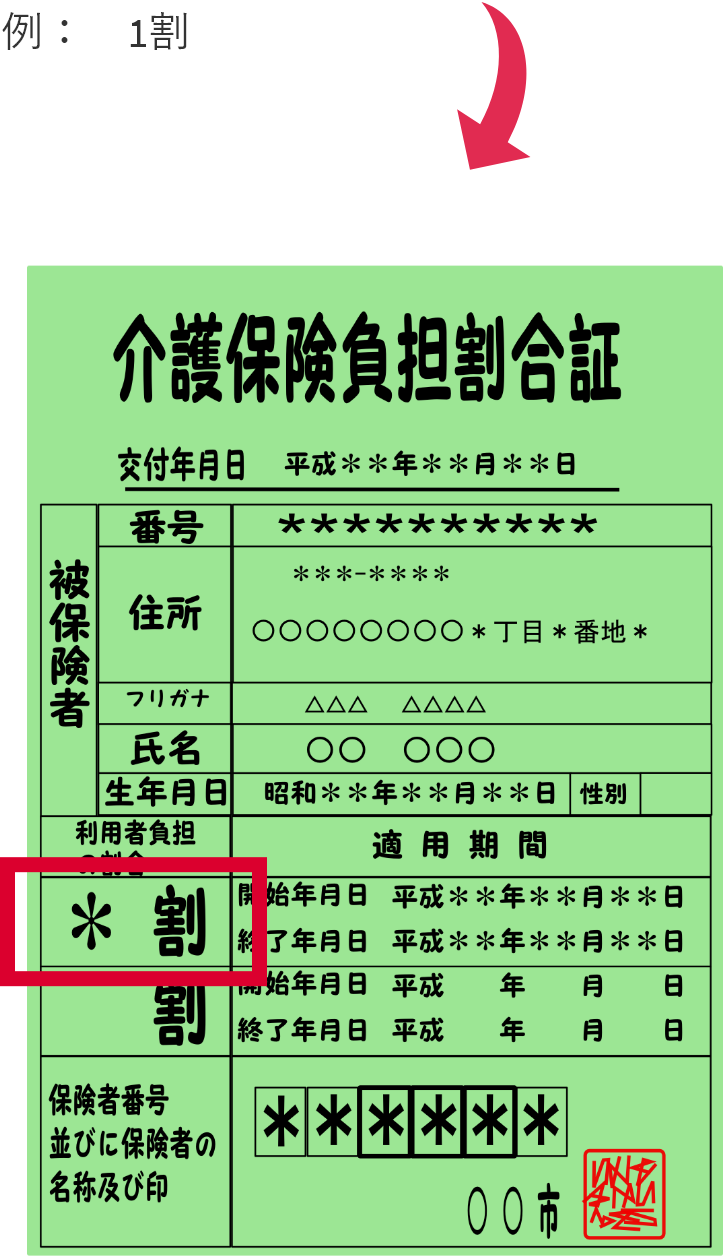 例：　1割
介護保険負担割合証
交付年月日　平成＊＊年＊＊月＊＊日
被保険者
番号　＊＊＊＊＊＊＊＊＊＊
住所　＊＊＊-＊＊＊＊
〇〇〇〇〇〇〇〇＊丁目＊番地＊
フリガナ　△△△　△△△△
氏名　〇〇　〇〇〇
生年月日　昭和＊＊年＊＊月＊＊日　性別
利用者負担　適用期間
の割合
＊ 割　開始年月日　平成＊＊年＊＊月＊＊日
終了年月日　平成＊＊年＊＊月＊＊日
割　開始年月日　平成　年　月　日
終了年月日　平成　年　月　日
保険者番号
並びに保険者の
名称及び印
＊＊＊＊＊＊
〇〇市